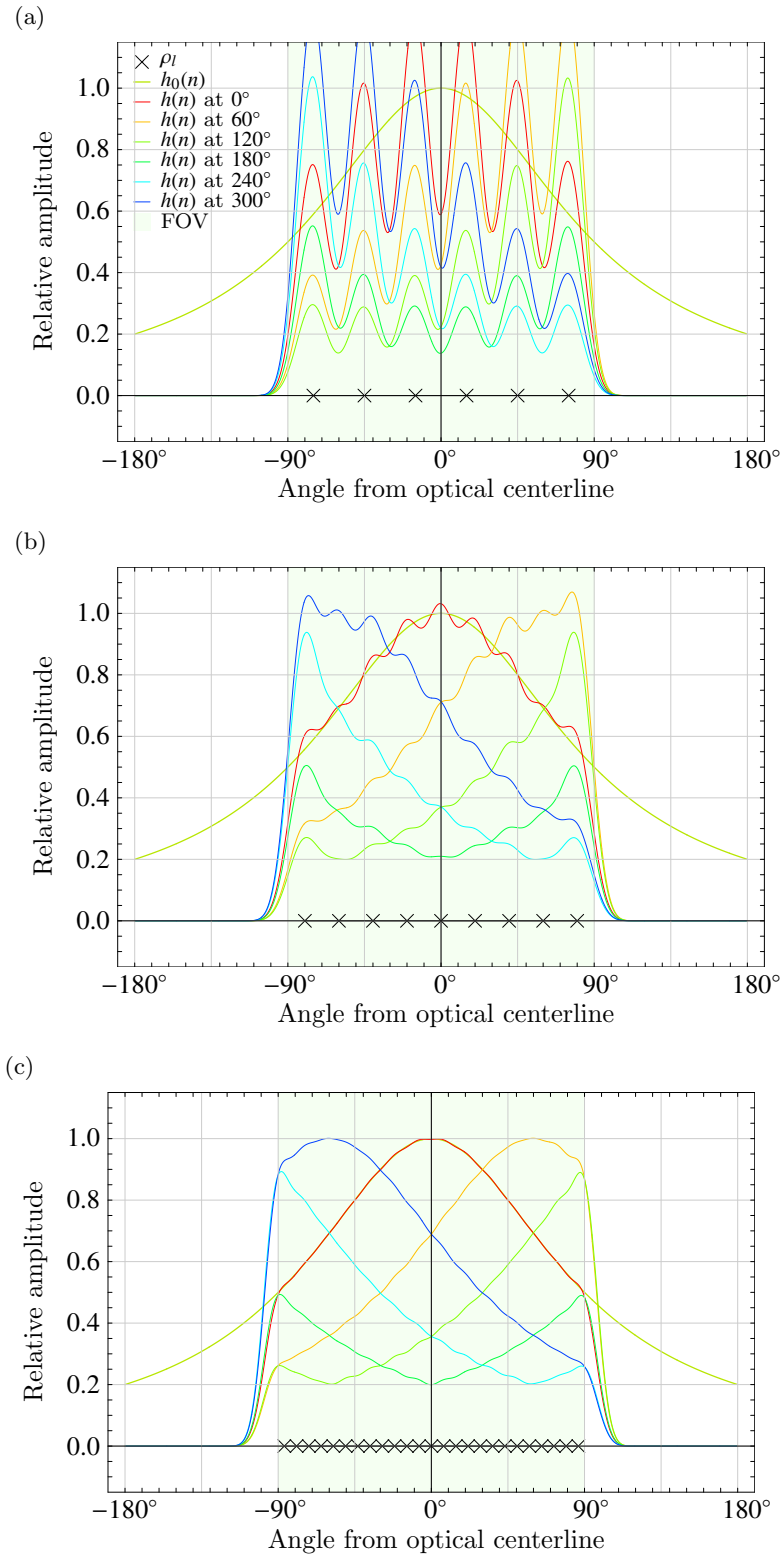 (a)
ρl
h0(n)
h(n) at 0°
h(n) at 60°
h(n) at 120°
h(n) at 180°
h(n) at 240°
h(n) at 300°
FOV
1.0
0.8
0.6
0.4
0.2
0.0
Relative amplitude
−180° −90° 0° 90° 180°
Angle from optical centerline
(b)
1.0
0.8
0.6
0.4
0.2
0.0
Relative amplitude
−180° −90° 0° 90° 180°
Angle from optical centerline
(c)
1.0
0.8
0.6
0.4
0.2
0.0
Relative amplitude
−180° −90° 0° 90° 180°
Angle from optical centerline